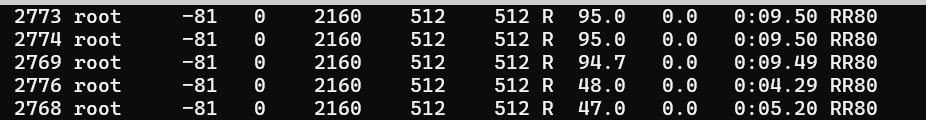 2773 root -81 0 2160 512 512 R 95.0 0.0 0:09.50 RR80
2774 root -81 0 2160 512 512 R 95.0 0.0 0:09.50 RR80
2769 root -81 0 2160 512 512 R 94.7 0.0 0:09.49 RR80
2776 root -81 0 2160 512 512 R 48.0 0.0 0:04.29 RR80
2768 root -81 0 2160 512 512 R 47.0 0.0 0:05.20 RR80